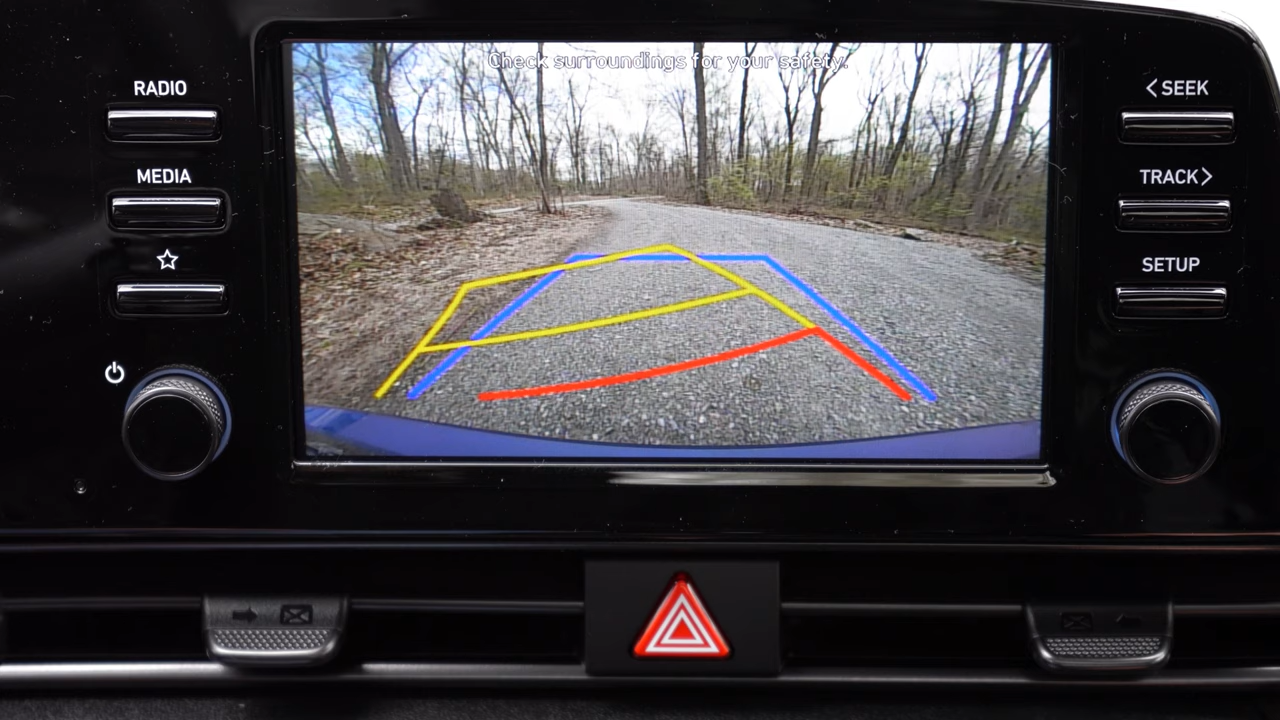 Check surroundings for your safety.
RADIO
MEDIA
<SEEK
TRACK>
SETUP